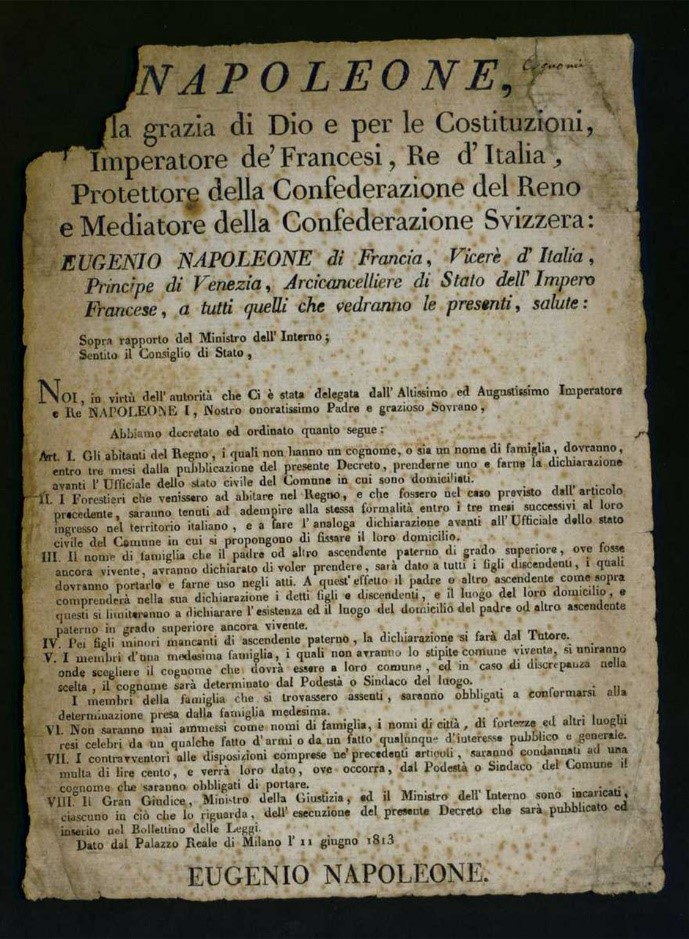 NAPOLEONE,
Cognomi
la grazia di Dio e per le Costituzioni,
Imperatore de' Francesi, Re d'Italia,
Protettore della Confederazione del Reno
e Mediatore della Confederazione Svizzera:
EUGENIO NAPOLEONE di Francia, Vicerè d'Italia,
Principe di Venezia, Arcicancelliere di Stato dell'Impero
Francese, a tutti quelli che vedranno le presenti, salute:
Sopra rapporto del Ministro dell'Interno;
Sentito il Consiglio di Stato,
NOI, in virtù dell'autorità che Ci è stata delegata dall'Altissimo ed Augustissimo Imperatore
e Re NAPOLEONE I, Nostro onoratissimo Padre e grazioso Sovrano,
Abbiamo decretato ed ordinato quanto segue:
Art. I. Gli abitanti del Regno, i quali non hanno un cognome, o sia un nome di famiglia, dovranno,
entro tre mesi dalla pubblicazione del presente Decreto, prenderne uno e farne la dichiarazione
avanti l'Uffiziale dello stato civile del Comune in cui sono domiciliati.
II. I Forestieri che venissero ad abitare nel Regno, e che fossero nel caso previsto dall'articolo
precedente, saranno tenuti ad adempire alla stessa formalità entro i tre mesi successivi al loro
ingresso nel territorio italiano, e a fare l'analoga dichiarazione avanti all'Uffiziale dello stato
civile del Comune in cui si propongono di fissare il loro domicilio.
III. Il nome di famiglia che il padre od altro ascendente paterno di grado superiore, ove fosse
ancora vivente, avranno dichiarato di voler prendere, sarà dato a tutti i figli discendenti, i quali
dovranno portarlo e farne uso negli atti. A quest'effetto il padre o altro ascendente come sopra
comprenderà nella sua dichiarazione i detti figli e discendenti, e il luogo del loro domicilio, e
questi si limiteranno a dichiarare l'esistenza ed il luogo del domicilio del padre od altro ascendente
paterno in grado superiore ancora vivente.
IV. Pei figli minori mancanti di ascendente paterno, la dichiarazione si farà dal Tutore.
V. I membri d'una medesima famiglia, i quali non avranno lo stipite comune vivente, si uniranno
onde scegliere il cognome che dovrà essere a loro comune, ed in caso di discrepanza nella
scelta, il cognome sarà determinato dal Podestà o Sindaco del luogo.
I membri della famiglia che si trovassero assenti, saranno obbligati a conformarsi alla
determinazione presa dalla famiglia medesima.
VI. Non saranno mai ammessi come nomi di famiglia, i nomi di città, di fortezze ed altri luoghi
resi celebri da un qualche fatto d'armi o da un fatto qualunque d'interesse pubblico e generale.
VII. I contravventori alle disposizioni comprese ne' precedenti articoli, saranno condannati ad una
multa di lire cento, e verrà loro dato, ove occorra, dal Podestà o Sindaco del Comune il
cognome che saranno obbligati di portare.
VIII. Il Gran Giudice, Ministro della Giustizia, ed il Ministro dell'Interno sono incaricati,
ciascuno in ciò che lo riguarda, dell'esecuzione del presente Decreto che sarà pubblicato ed
inserito nel Bollettino delle Leggi.
Dato dal Palazzo Reale di Milano l'11 giugno 1813
EUGENIO NAPOLEONE.